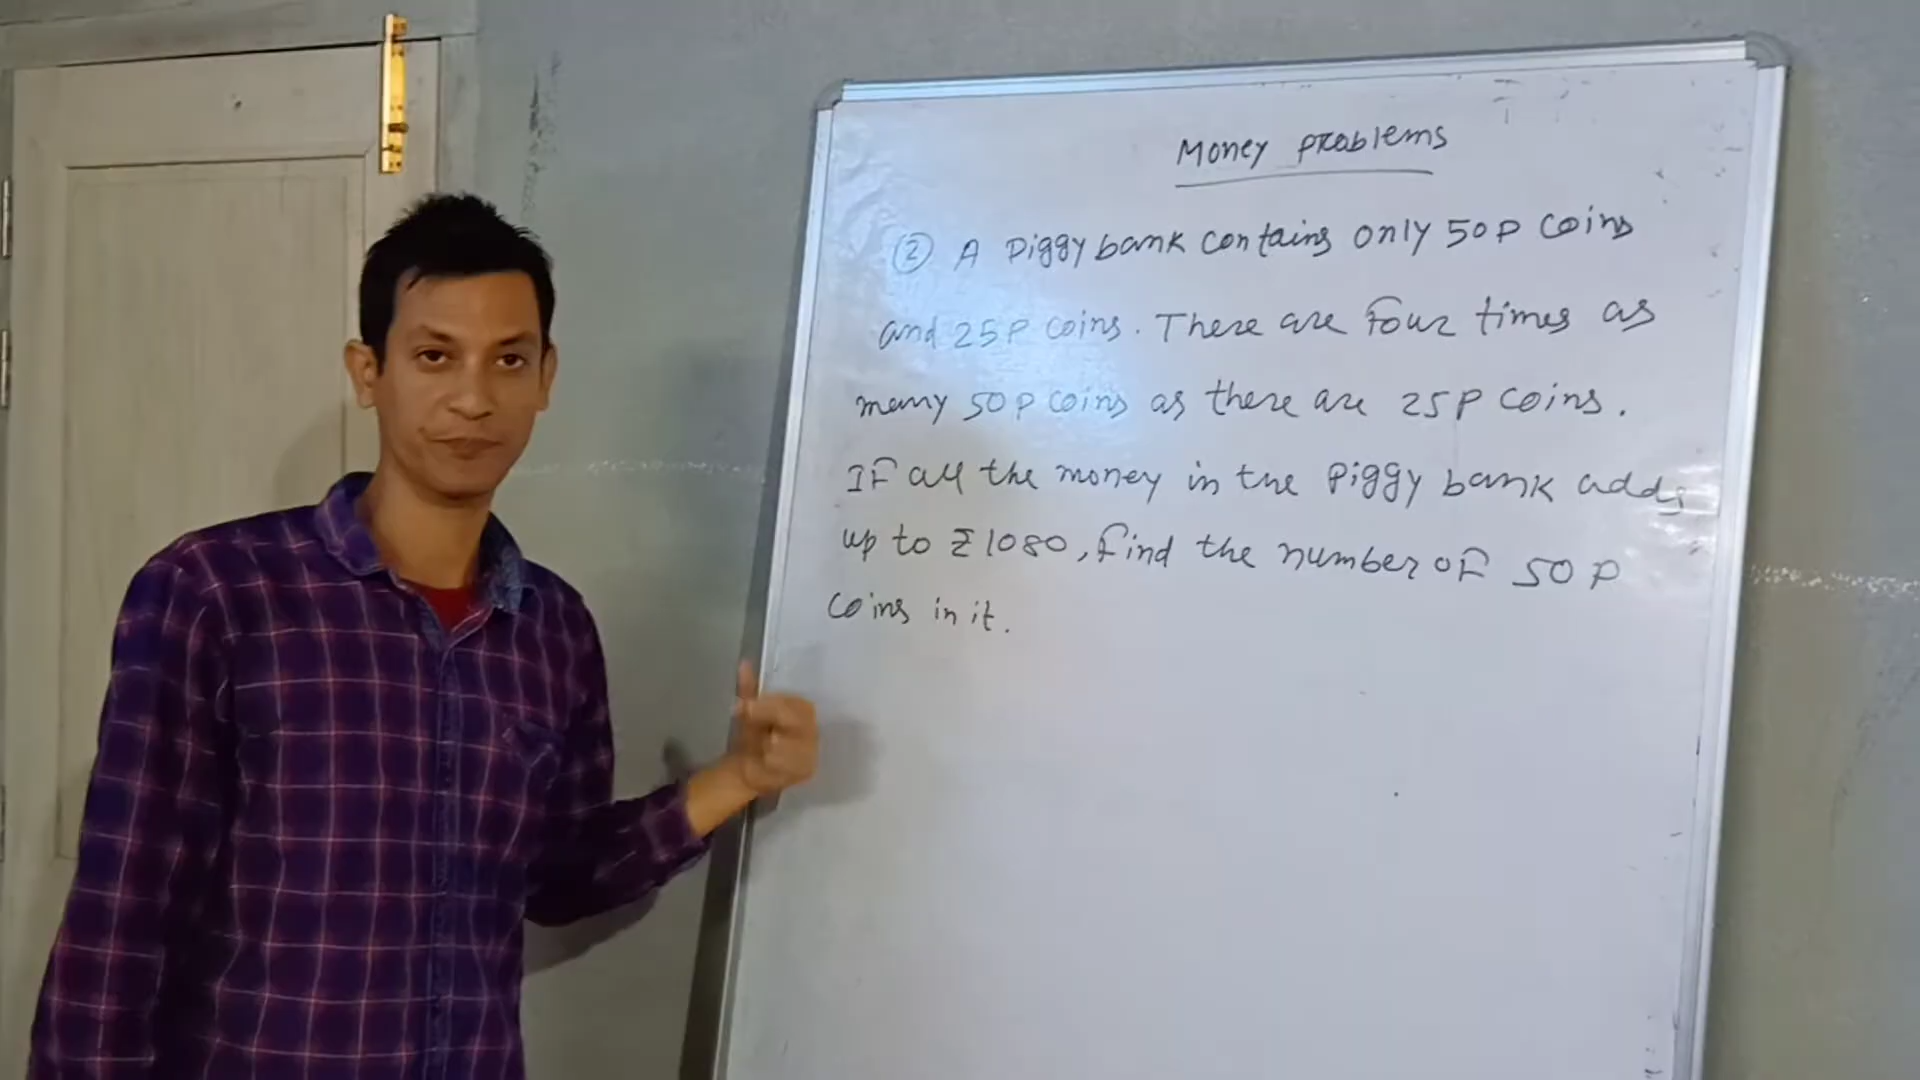 Money problems
② A Piggy bank contains only 50P coins
and 25P coins. There are four times as
many 50P coins as there are 25P coins.
If all the money in the piggy bank adds
up to ₹1080, find the number of 50P
coins in it.